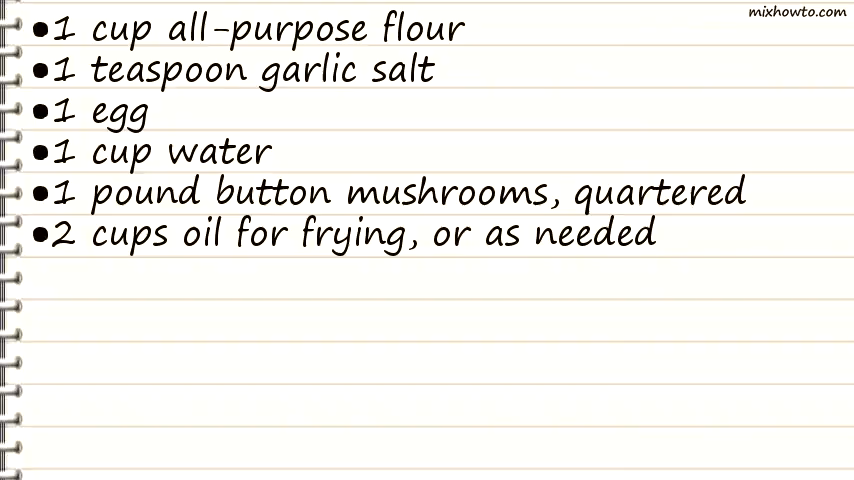 mixhowto.com
•1 cup all-purpose flour
•1 teaspoon garlic salt
•1 egg
•1 cup water
•1 pound button mushrooms, quartered
•2 cups oil for frying, or as needed